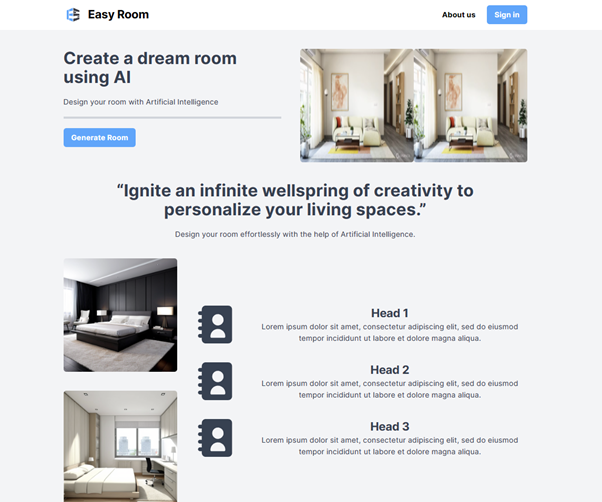 Easy Room
About us
Sign in
Create a dream room
using AI
Design your room with Artificial Intelligence
Generate Room
“Ignite an infinite wellspring of creativity to
personalize your living spaces.”
Design your room effortlessly with the help of Artificial Intelligence.
Head 1
Lorem ipsum dolor sit amet, consectetur adipiscing elit, sed do eiusmod
tempor incididunt ut labore et dolore magna aliqua.
Head 2
Lorem ipsum dolor sit amet, consectetur adipiscing elit, sed do eiusmod
tempor incididunt ut labore et dolore magna aliqua.
Head 3
Lorem ipsum dolor sit amet, consectetur adipiscing elit, sed do eiusmod
tempor incididunt ut labore et dolore magna aliqua.